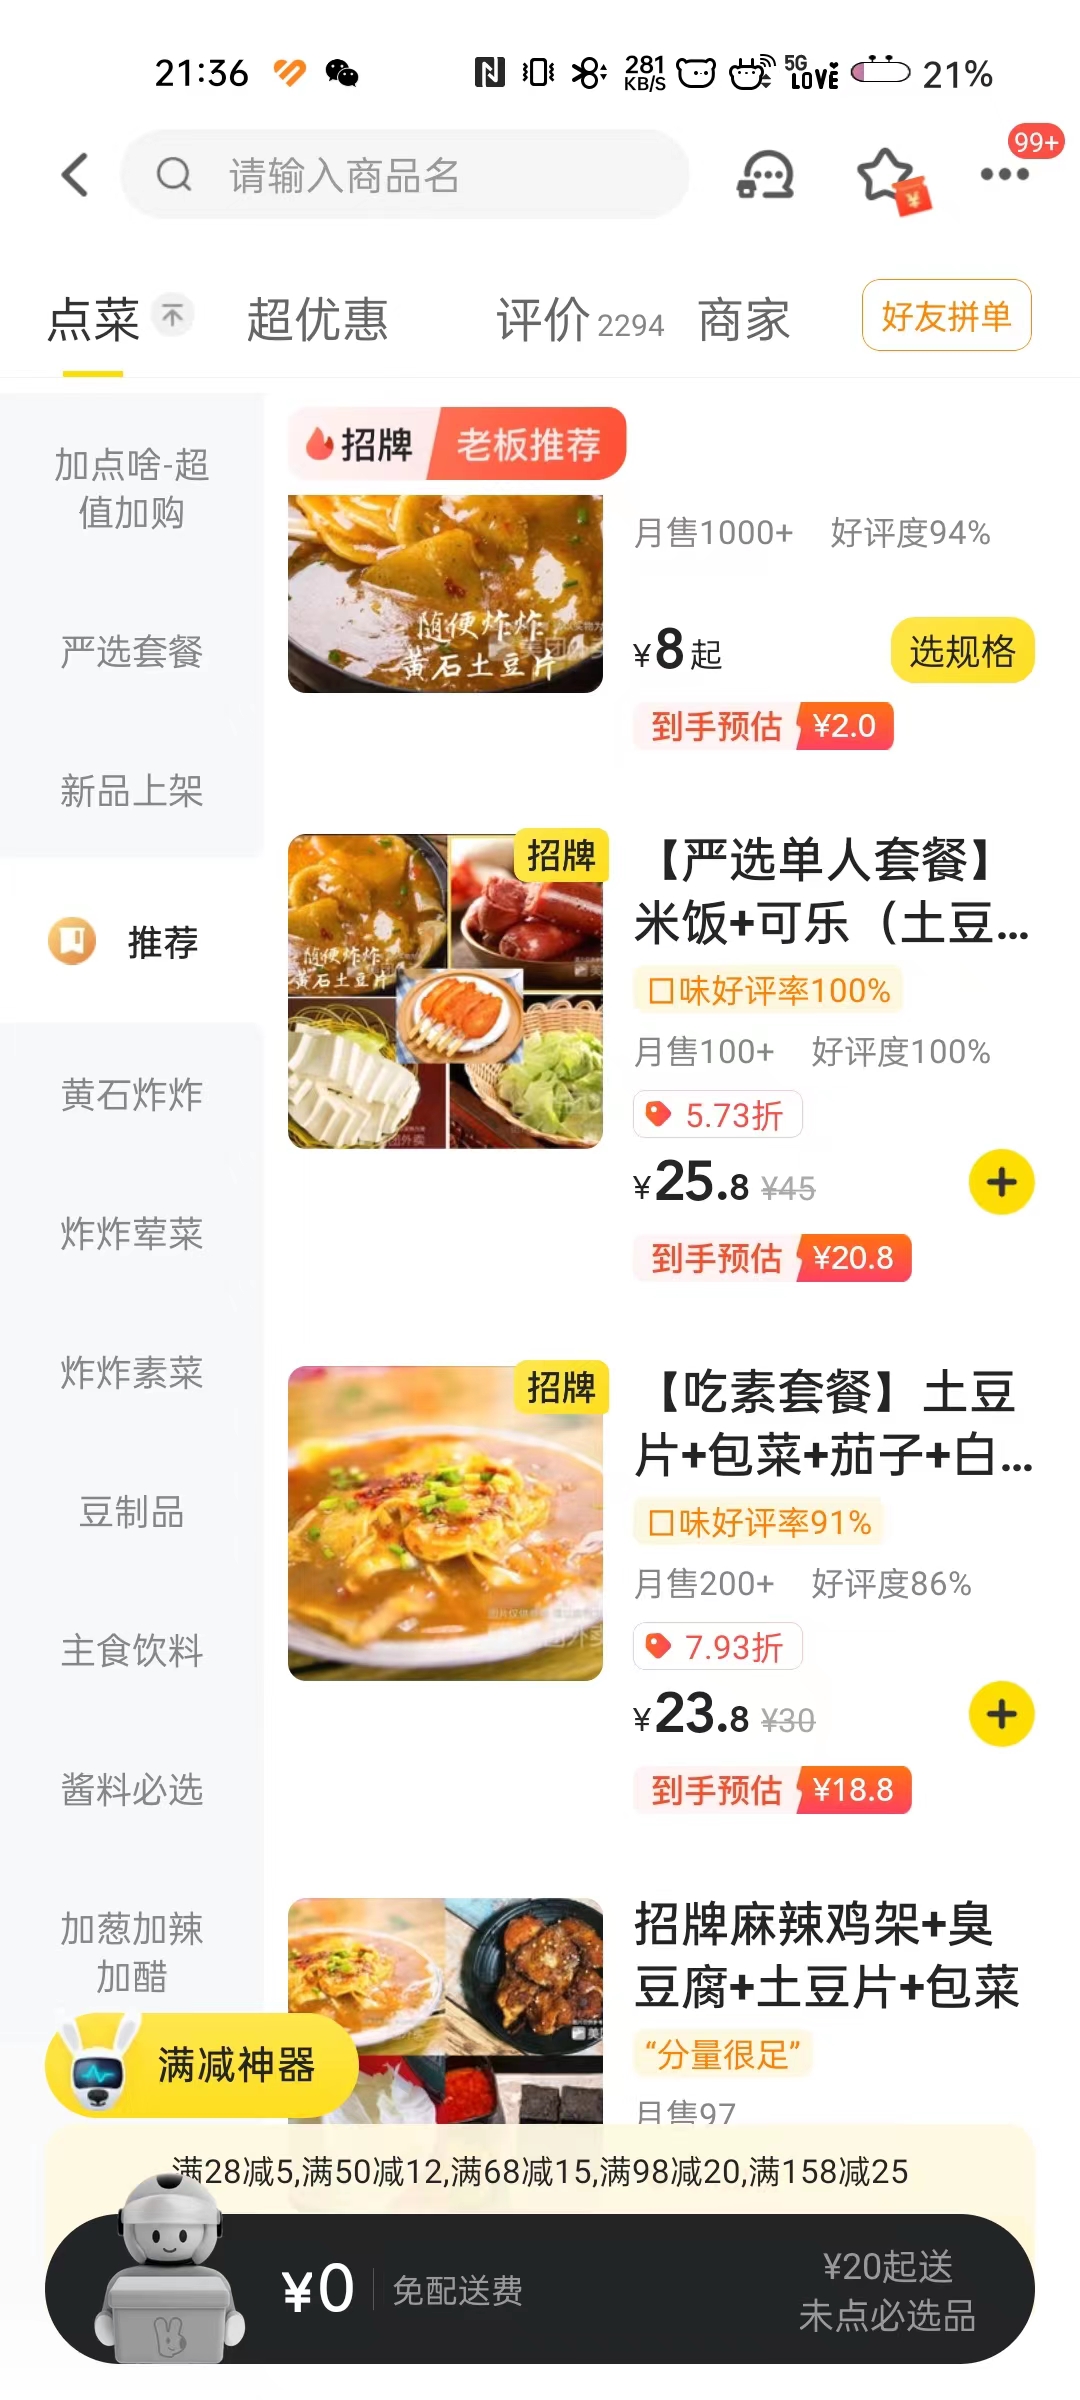 21:36
281 KB/S
5G LOVE
21%
请输入商品名
99+
点菜
超优惠
评价 2294
商家
好友拼单
加点啥-超
值加购
严选套餐
新品上架
推荐
黄石炸炸
炸炸荤菜
炸炸素菜
豆制品
主食饮料
酱料必选
加葱加辣
加醋
招牌 老板推荐
随便炸炸
黄石土豆片
月售1000+ 好评度94%
¥8起
选规格
到手预估 ¥2.0
招牌
随便炸炸
黄石土豆片
【严选单人套餐】
米饭+可乐（土豆...
口味好评率100%
月售100+ 好评度100%
5.73折
¥25.8 ¥45
到手预估 ¥20.8
招牌
【吃素套餐】土豆
片+包菜+茄子+白...
口味好评率91%
月售200+ 好评度86%
7.93折
¥23.8 ¥30
到手预估 ¥18.8
招牌麻辣鸡架+臭
豆腐+土豆片+包菜
“分量很足”
月售97
满减神器
满28减5,满50减12,满68减15,满98减20,满158减25
¥0 免配送费
¥20起送
未点必选品